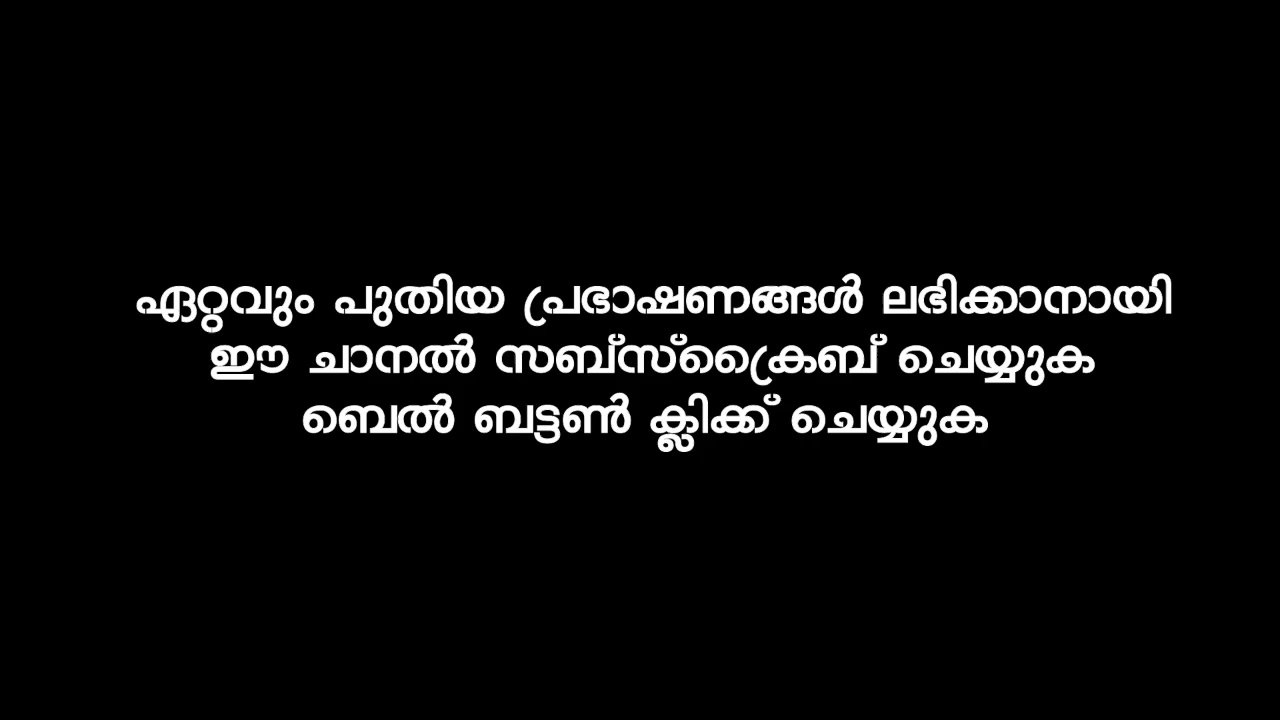 ഏറ്റവും പുതിയ പ്രഭാഷണങ്ങൾ ലഭിക്കാനായി
ഈ ചാനൽ സബ്സ്ക്രൈബ് ചെയ്യുക
ബെൽ ബട്ടൺ ക്ലിക്ക് ചെയ്യുക